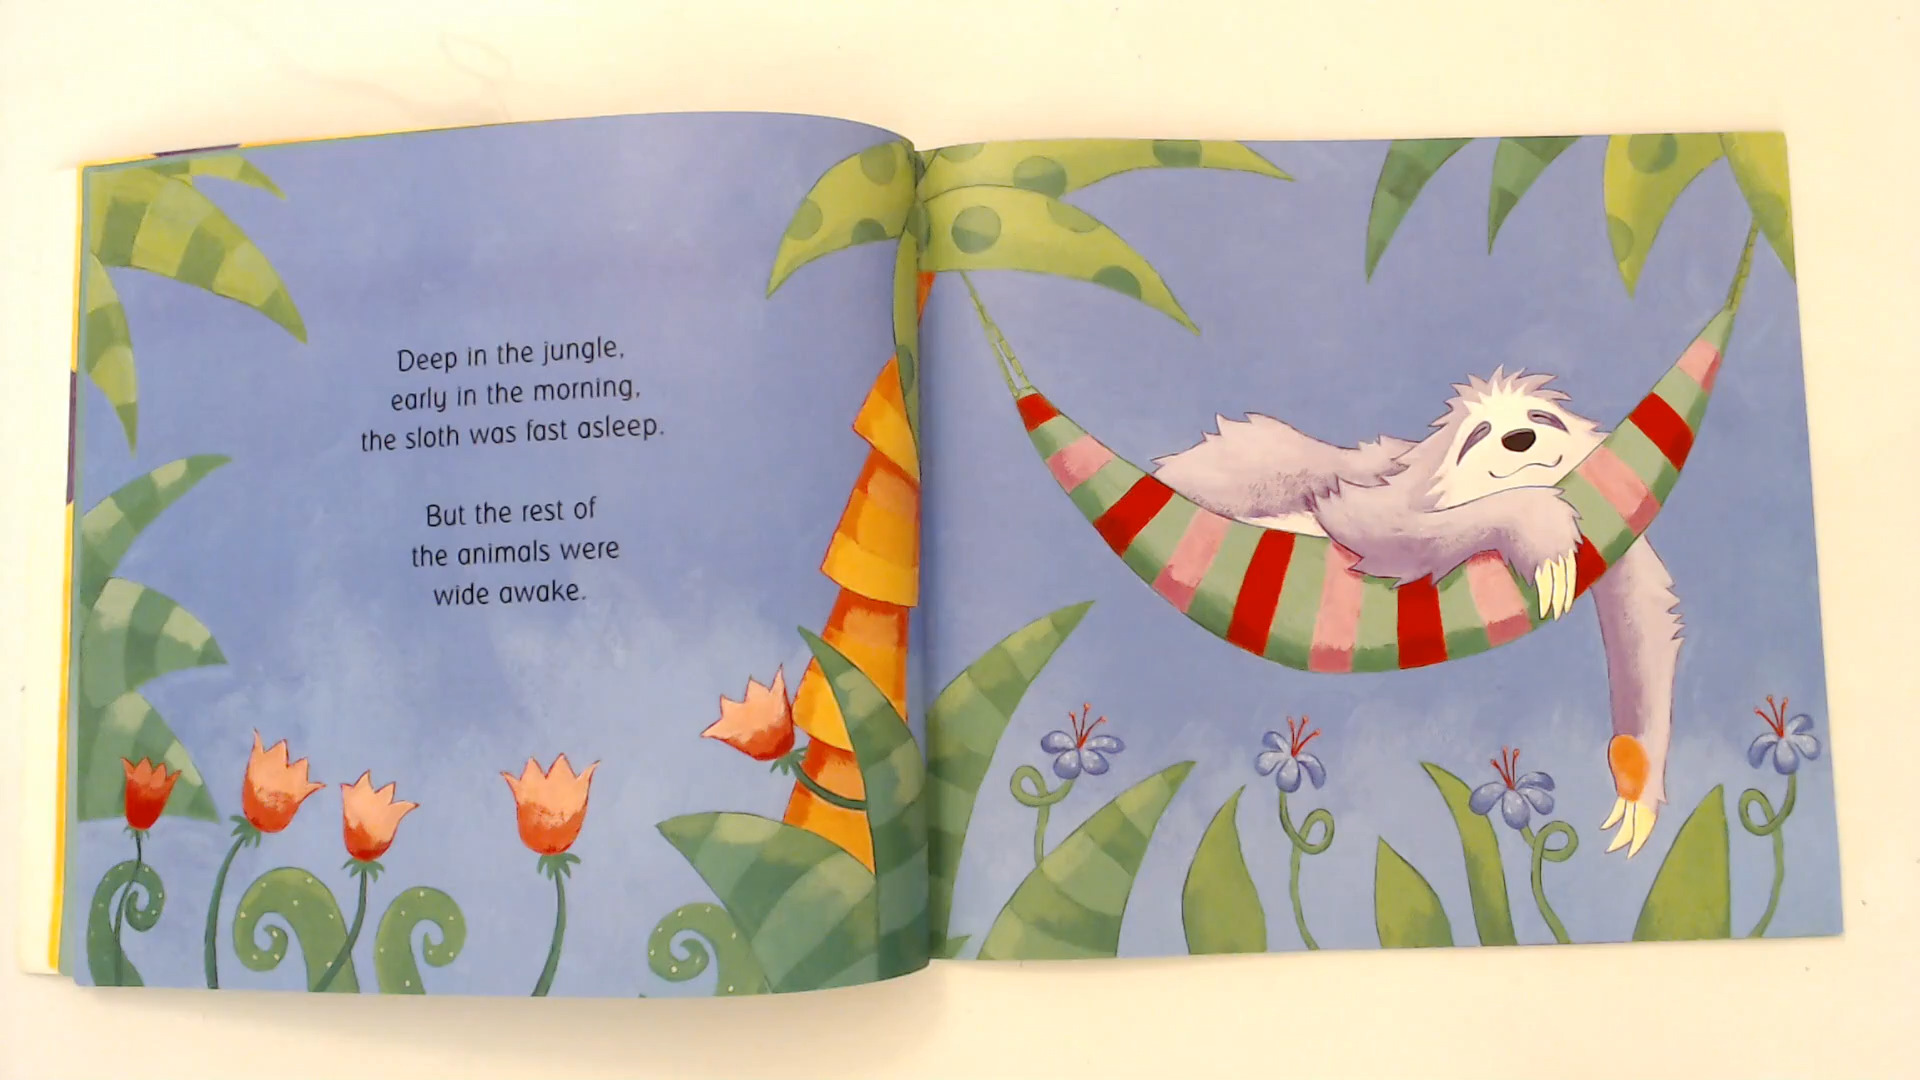 Deep in the jungle,
early in the morning,
the sloth was fast asleep.
But the rest of
the animals were
wide awake.